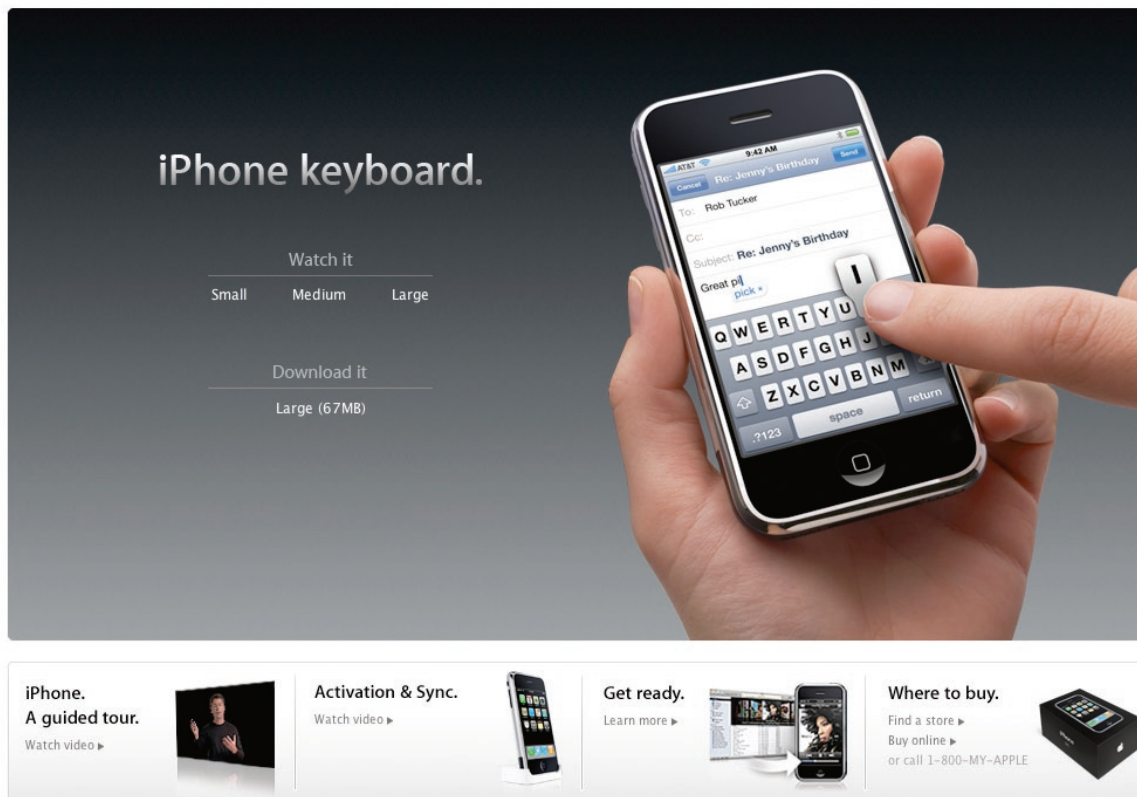 iPhone keyboard.
Watch it
Small Medium Large
Download it
Large (67MB)
AT&T 9:42 AM
Cancel Re: Jenny's Birthday Send
To: Rob Tucker
Cc:
Subject: Re: Jenny's Birthday
Great pi
pick ×
I
Q W E R T Y U
A S D F G H J
Z X C V B N M
.?123 space return
iPhone.
A guided tour.
Watch video ▸
Activation & Sync.
Watch video ▸
Get ready.
Learn more ▸
Where to buy.
Find a store ▸
Buy online ▸
or call 1-800-MY-APPLE
iPhone